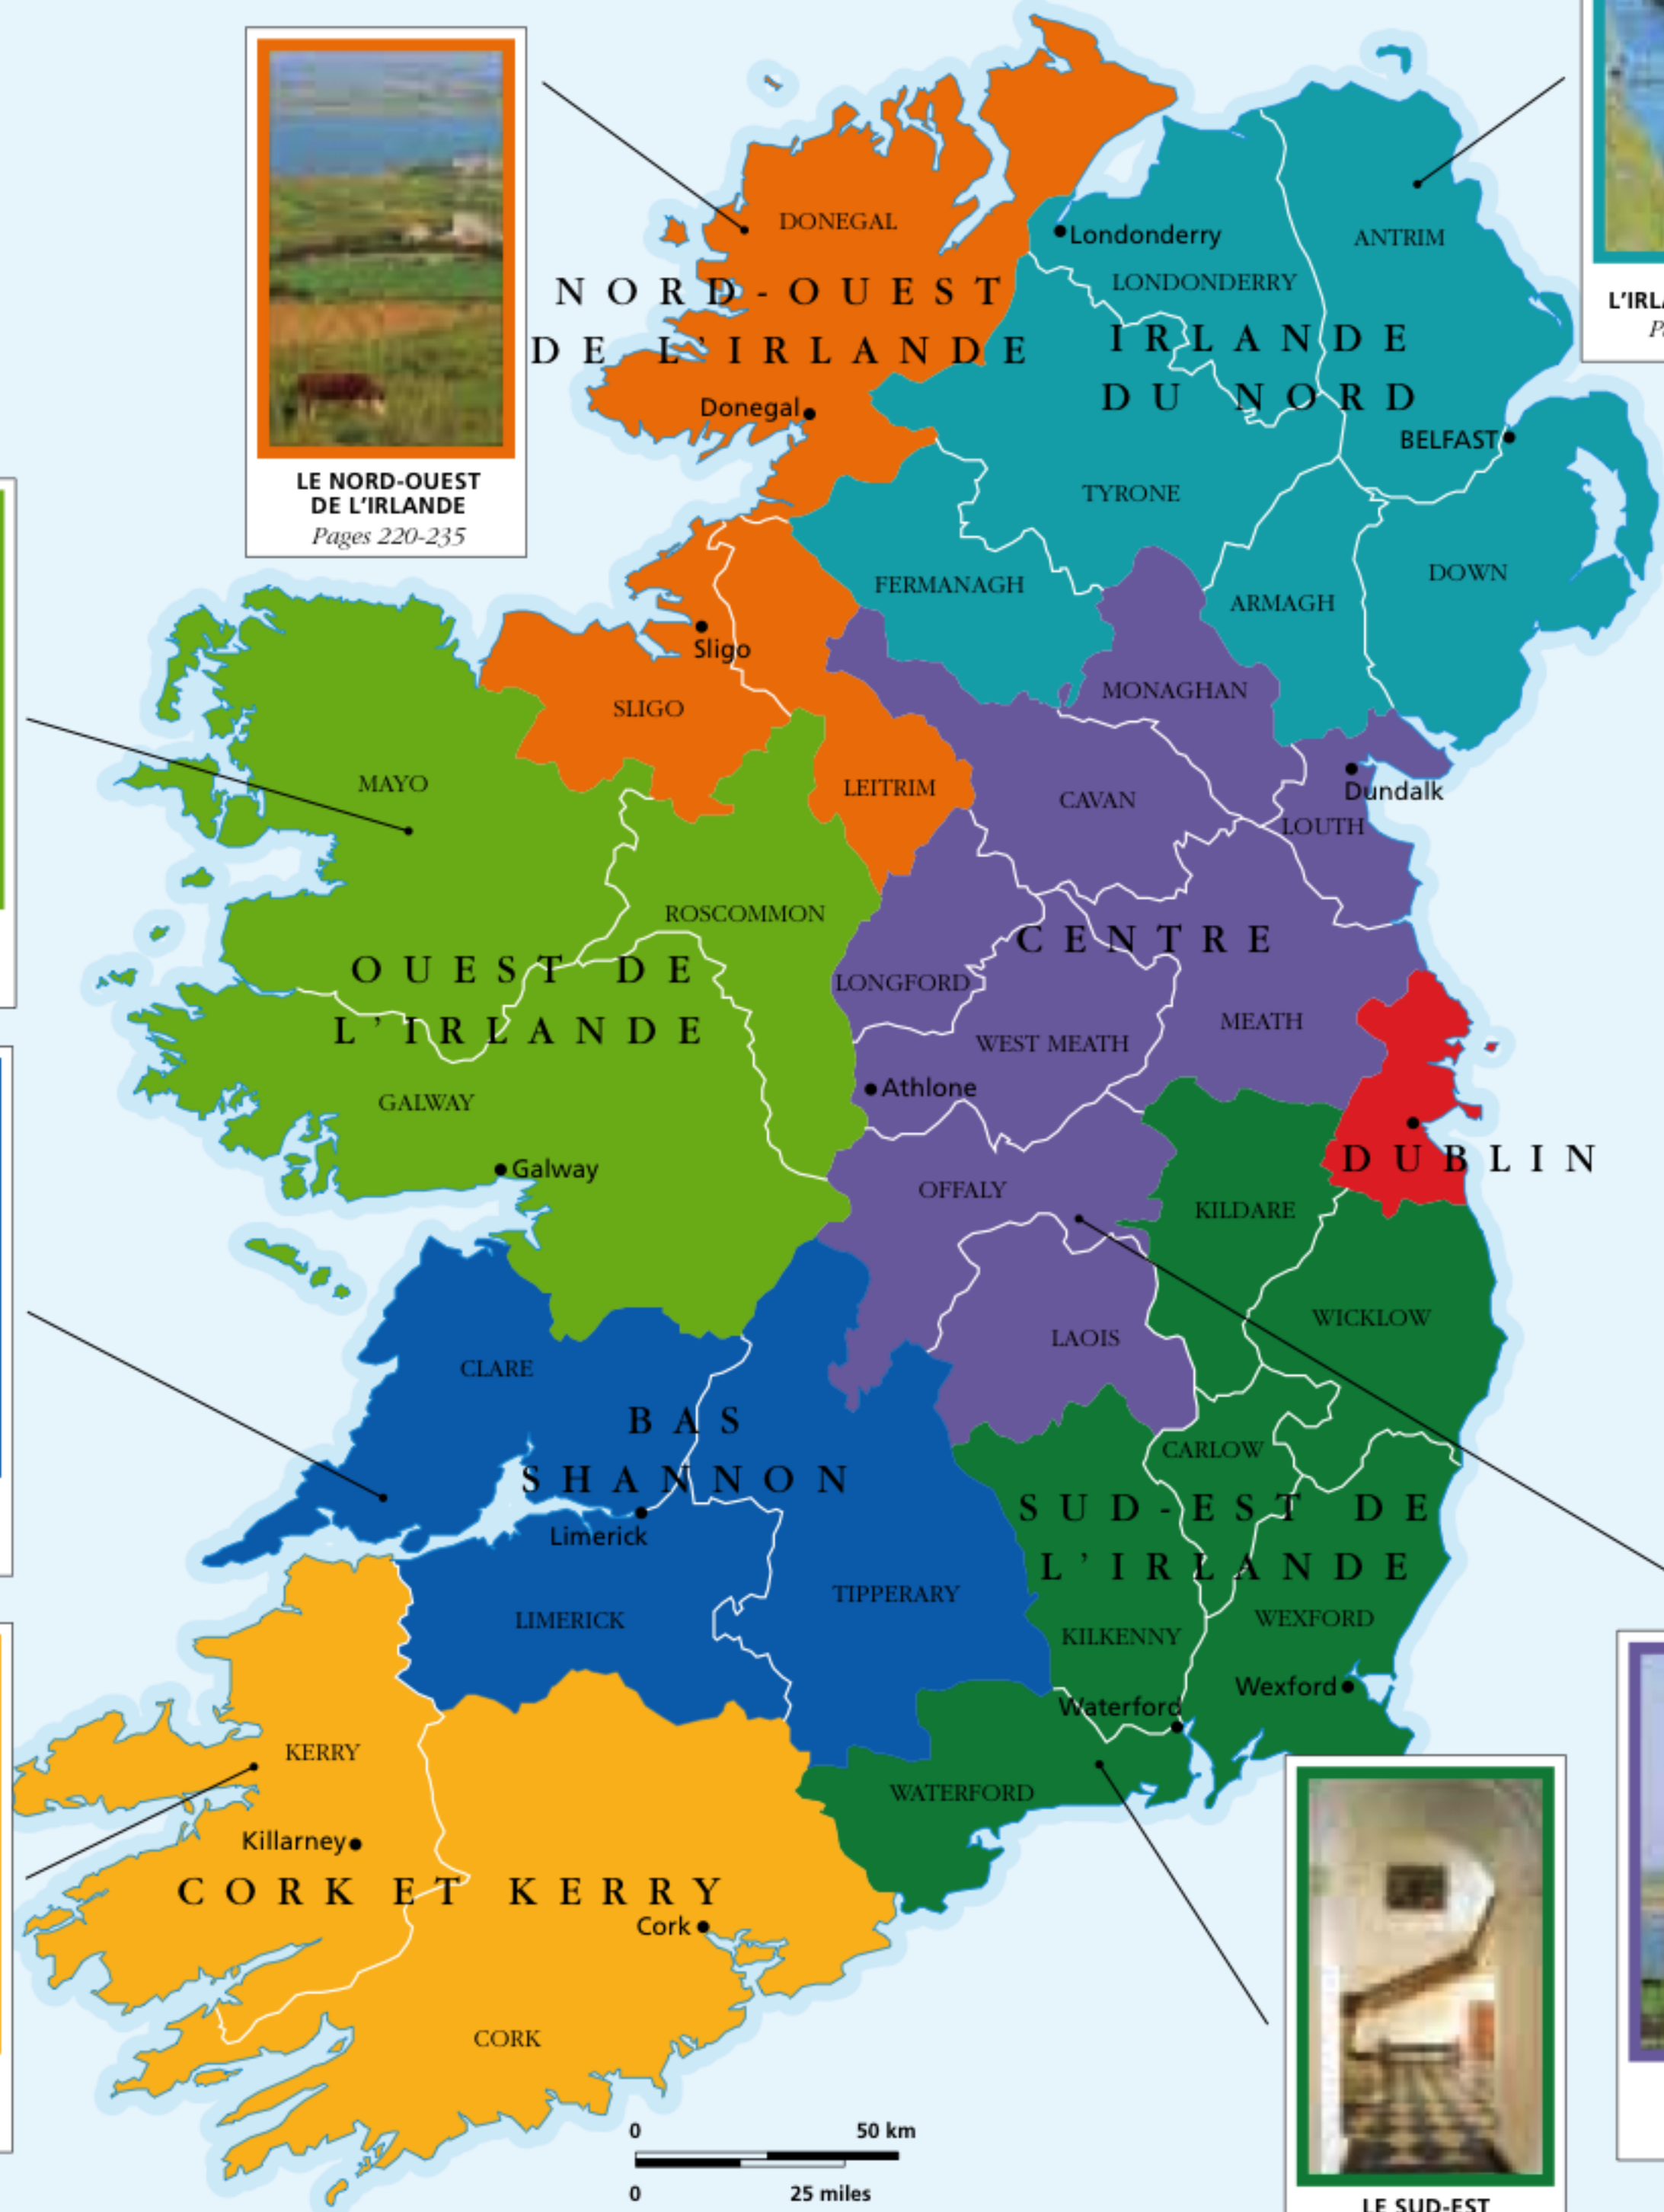 LE NORD-OUEST
DE L'IRLANDE
Pages 220-235
L'IRL
DONEGAL
Londonderry
ANTRIM
LONDONDERRY
NORD-OUEST
DE L'IRLANDE
IRLANDE
DU NORD
Donegal
BELFAST
TYRONE
FERMANAGH
ARMAGH
DOWN
Sligo
SLIGO
MONAGHAN
MAYO
LEITRIM
CAVAN
Dundalk
LOUTH
ROSCOMMON
CENTRE
OUEST DE
L'IRLANDE
LONGFORD
WEST MEATH
MEATH
Athlone
GALWAY
Galway
DUBLIN
OFFALY
KILDARE
WICKLOW
LAOIS
CLARE
BAS
SHANNON
CARLOW
SUD-EST DE
L'IRLANDE
Limerick
LIMERICK
TIPPERARY
KILKENNY
WEXFORD
Wexford
Waterford
KERRY
WATERFORD
Killarney
CORK ET KERRY
Cork
CORK
0 50 km
0 25 miles
LE SUD-EST